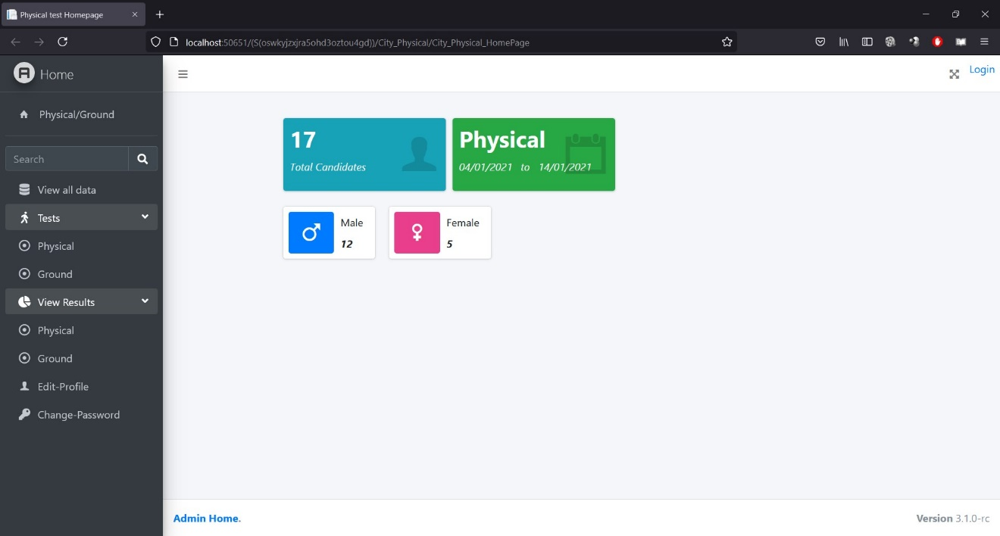 Physical test Homepage
localhost:50651/(S(oswkyjzxjra5ohd3oztou4gd))/City_Physical/City_Physical_HomePage
Home
Login
Physical/Ground
Search
View all data
Tests
Physical
Ground
View Results
Physical
Ground
Edit-Profile
Change-Password
17
Total Candidates
Physical
04/01/2021 to 14/01/2021
Male
12
Female
5
Admin Home.
Version 3.1.0-rc